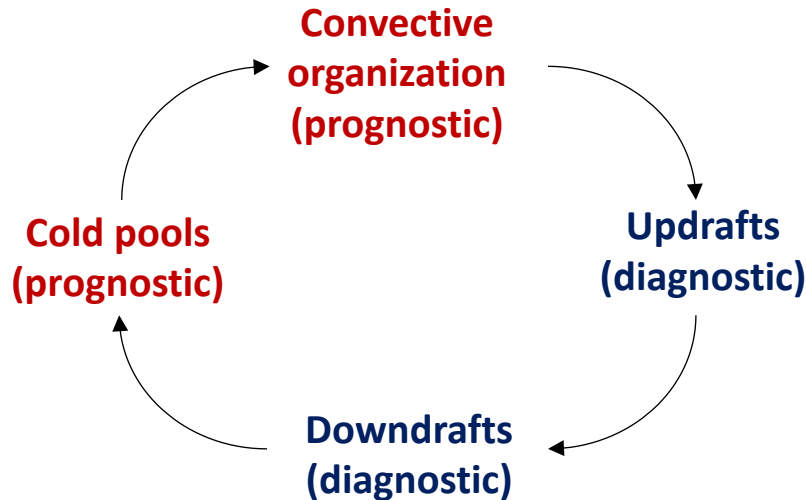 Convective
organization
(prognostic)
Updrafts
(diagnostic)
Downdrafts
(diagnostic)
Cold pools
(prognostic)